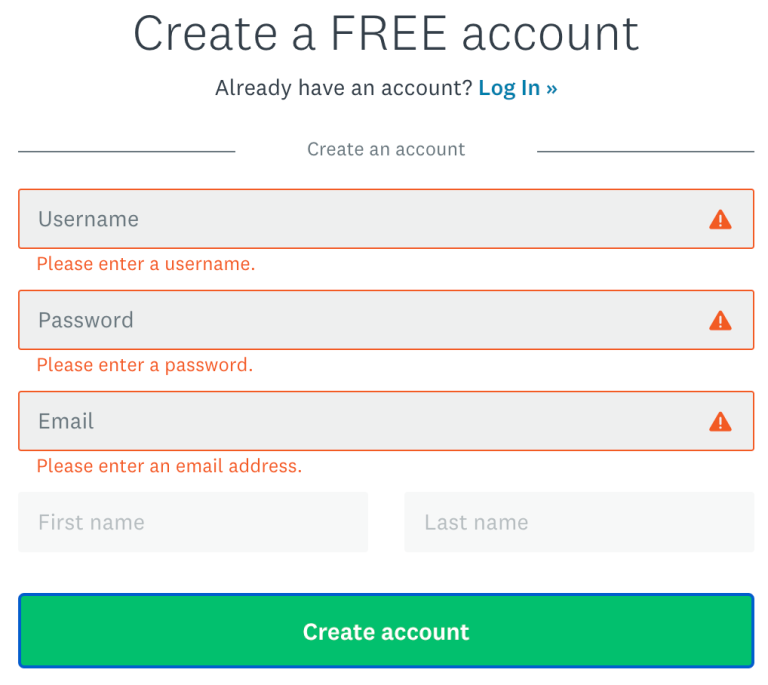 Create a FREE account
Already have an account? Log In »
Create an account
Username
Please enter a username.
Password
Please enter a password.
Email
Please enter an email address.
First name
Last name
Create account